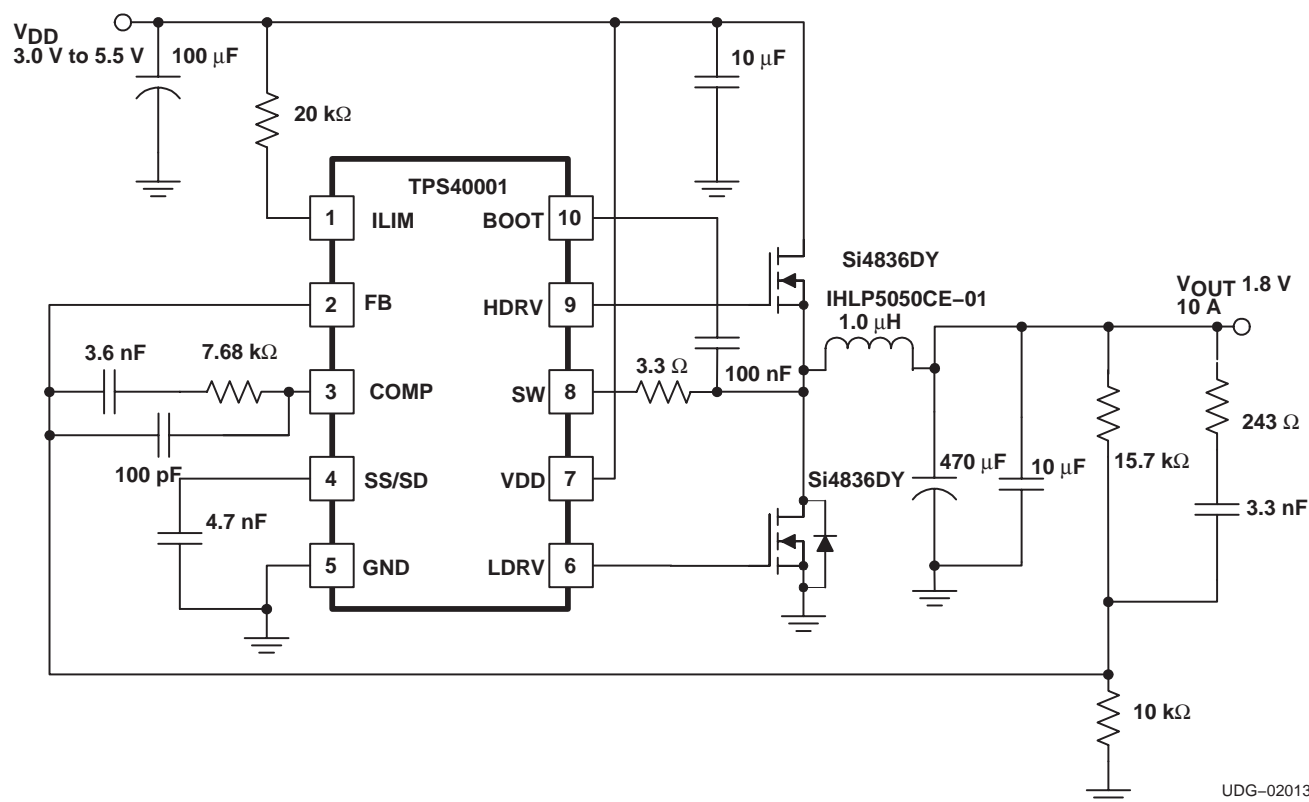 VDD
3.0 V to 5.5 V
100 μF
10 μF
20 kΩ
TPS40001
1
ILIM
BOOT
10
2
FB
HDRV
9
Si4836DY
IHLP5050CE–01
1.0 μH
VOUT 1.8 V
10 A
3.6 nF
7.68 kΩ
3
COMP
SW
8
3.3 Ω
100 nF
243 Ω
100 pF
4
SS/SD
VDD
7
Si4836DY
470 μF
10 μF
15.7 kΩ
3.3 nF
4.7 nF
5
GND
LDRV
6
10 kΩ
UDG–02013